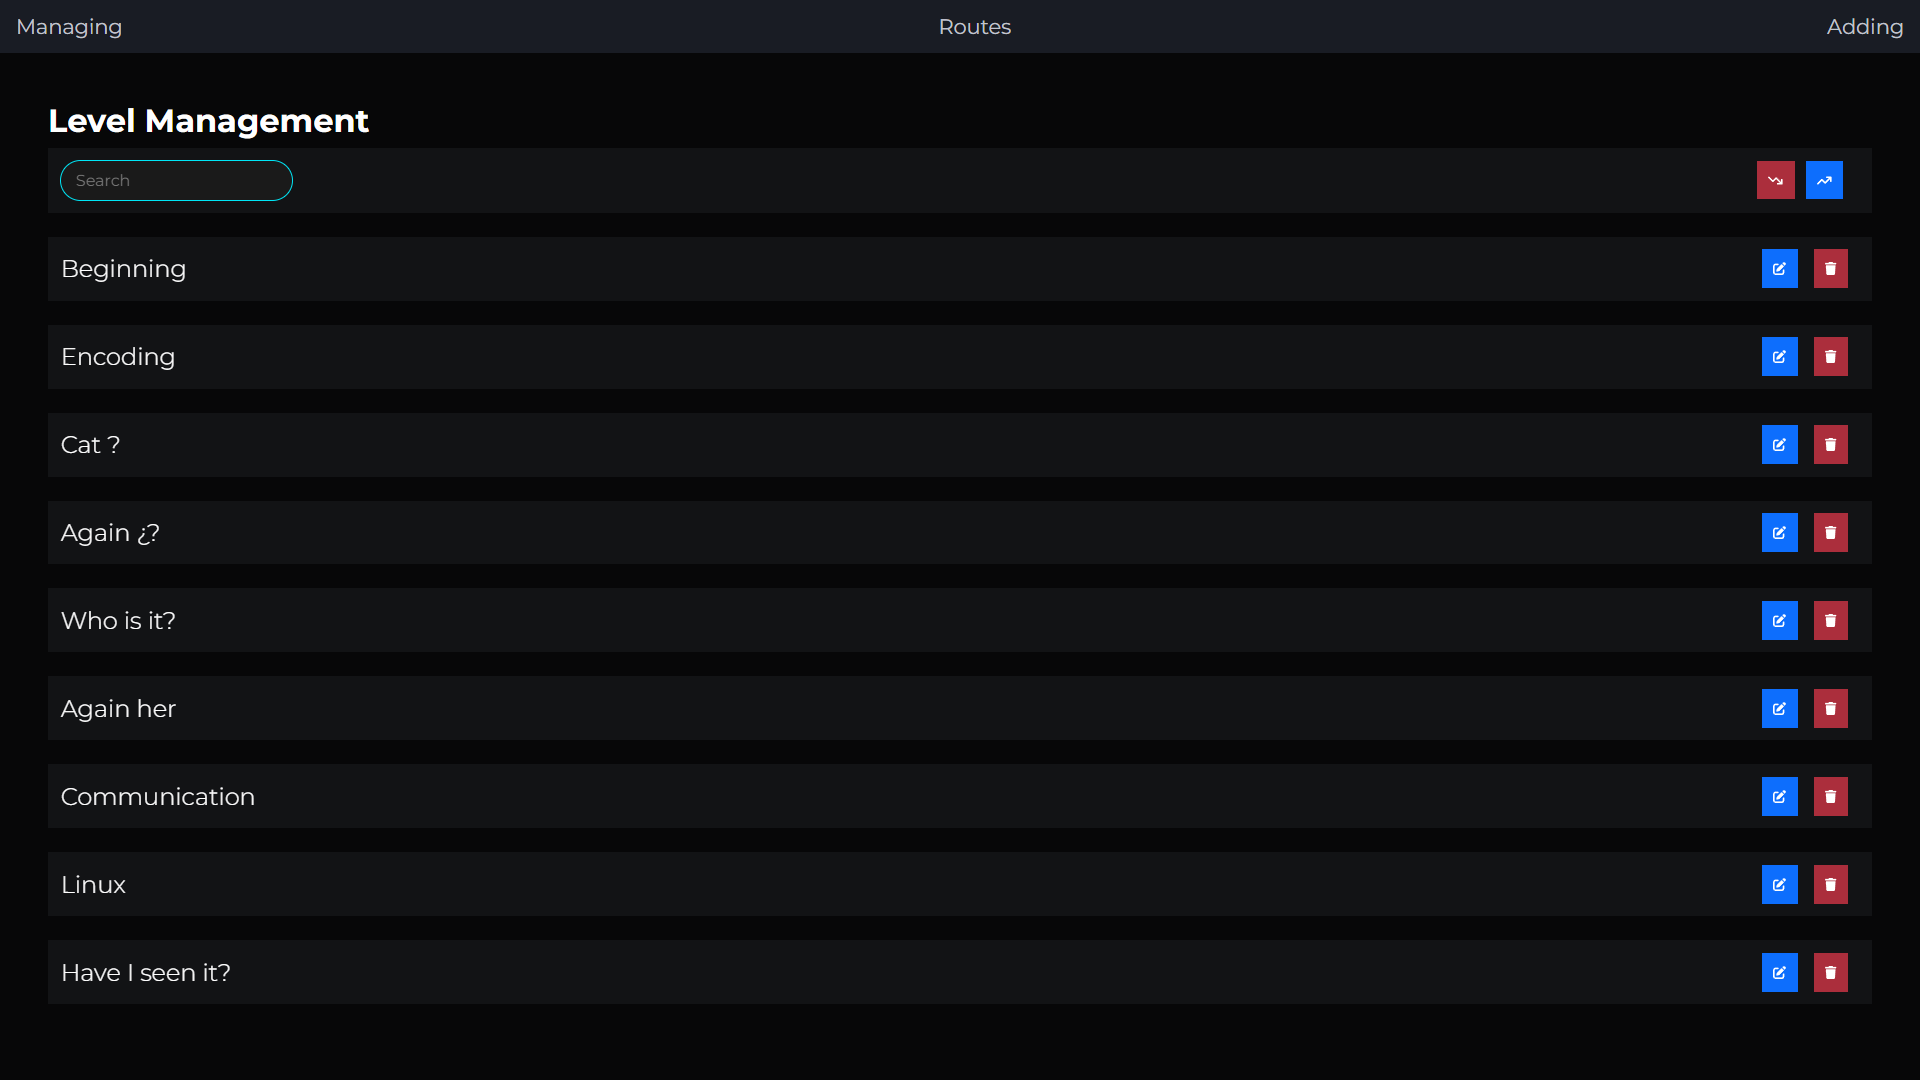 Managing Routes Adding
Level Management
Search
Beginning
Encoding
Cat ?
Again ¿?
Who is it?
Again her
Communication
Linux
Have I seen it?